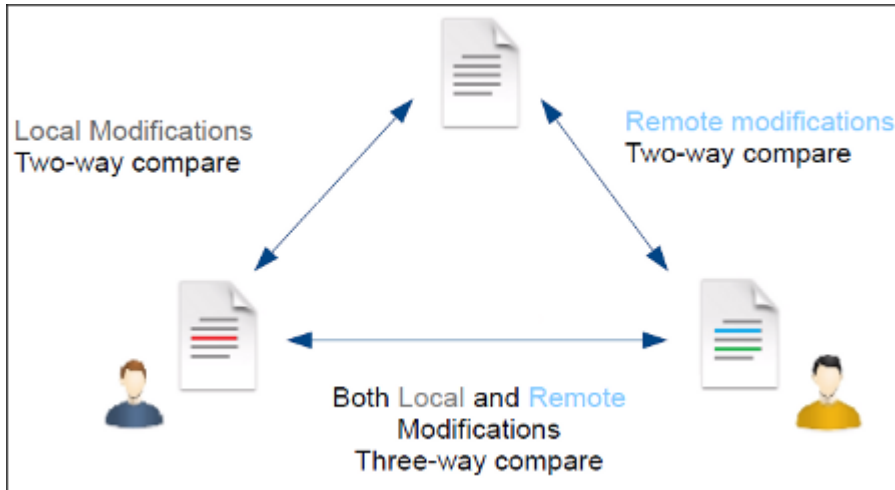 Local Modifications
Two-way compare
Remote modifications
Two-way compare
Both Local and Remote
Modifications
Three-way compare